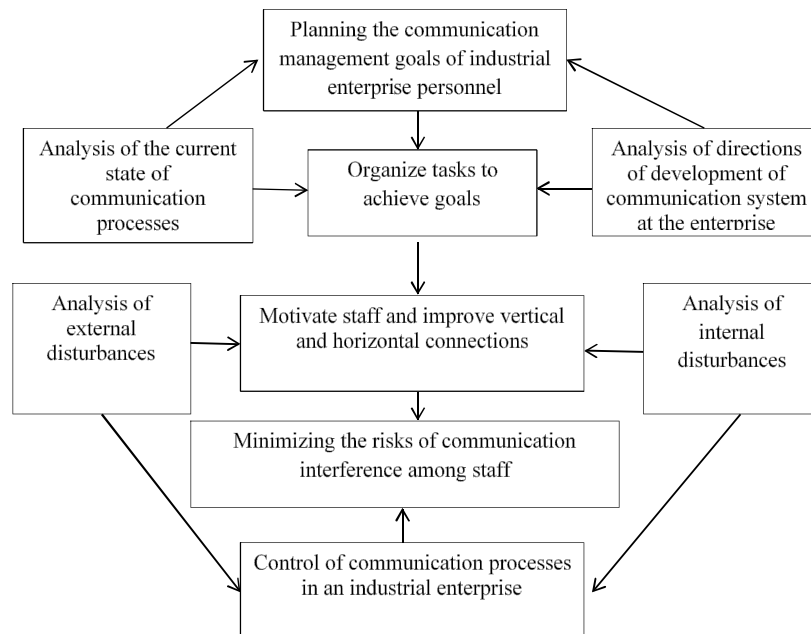 Planning the communication
management goals of industrial
enterprise personnel
Analysis of the current
state of
communication
processes
Organize tasks to
achieve goals
Analysis of directions
of development of
communication system
at the enterprise
Analysis of
external
disturbances
Motivate staff and improve vertical
and horizontal connections
Analysis of
internal
disturbances
Minimizing the risks of communication
interference among staff
Control of communication processes
in an industrial enterprise